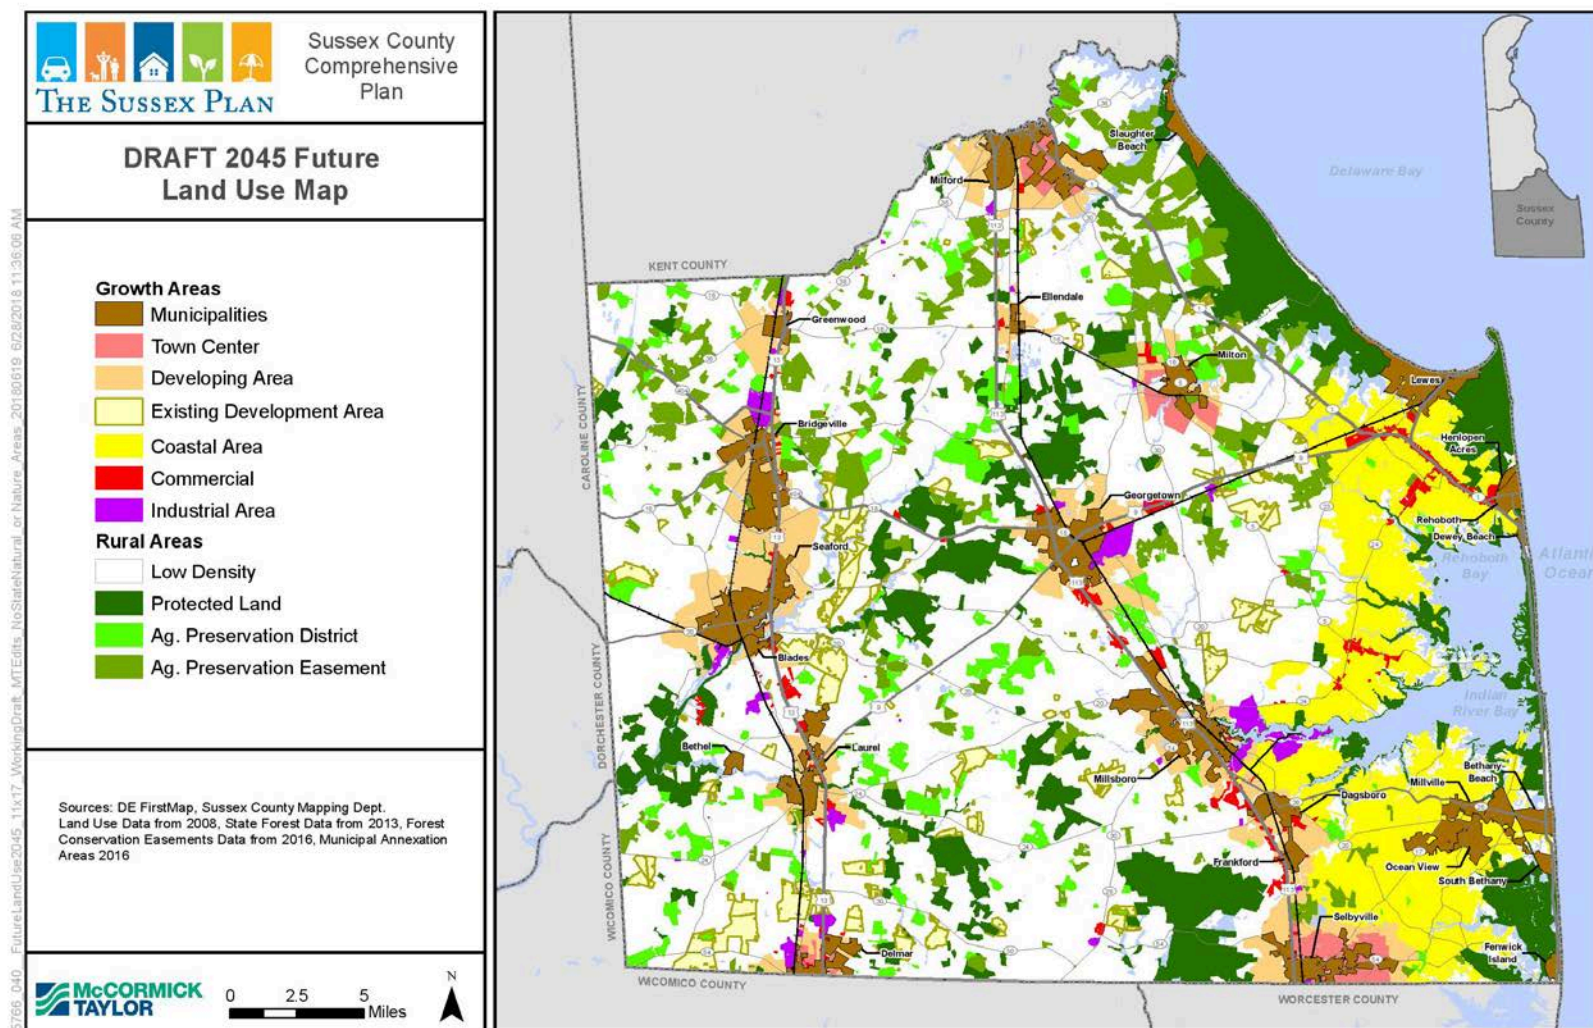 THE SUSSEX PLAN
Sussex County
Comprehensive
Plan
DRAFT 2045 Future
Land Use Map
Growth Areas
Municipalities
Town Center
Developing Area
Existing Development Area
Coastal Area
Commercial
Industrial Area
Rural Areas
Low Density
Protected Land
Ag. Preservation District
Ag. Preservation Easement
Sources: DE FirstMap, Sussex County Mapping Dept.
Land Use Data from 2008, State Forest Data from 2013, Forest
Conservation Easements Data from 2016, Municipal Annexation
Areas 2016
McCORMICK
TAYLOR
0 2.5 5
Miles
N
Slaughter
Beach
Delaware Bay
Sussex
County
Milford
KENT COUNTY
Ellendale
Greenwood
Milton
Lewes
CAROLINE COUNTY
Bridgeville
Henlopen
Acres
Georgetown
Rehoboth
Dewey Beach
Seaford
Rehoboth
Bay
Atlantic
Ocean
Blades
DORCHESTER COUNTY
Indian
River Bay
Bethel
Laurel
Millsboro
Millville
Bethany
Beach
Dagsboro
WICOMICO COUNTY
Frankford
Ocean View
South Bethany
Selbyville
Delmar
Fenwick
Island
WICOMICO COUNTY
WORCESTER COUNTY